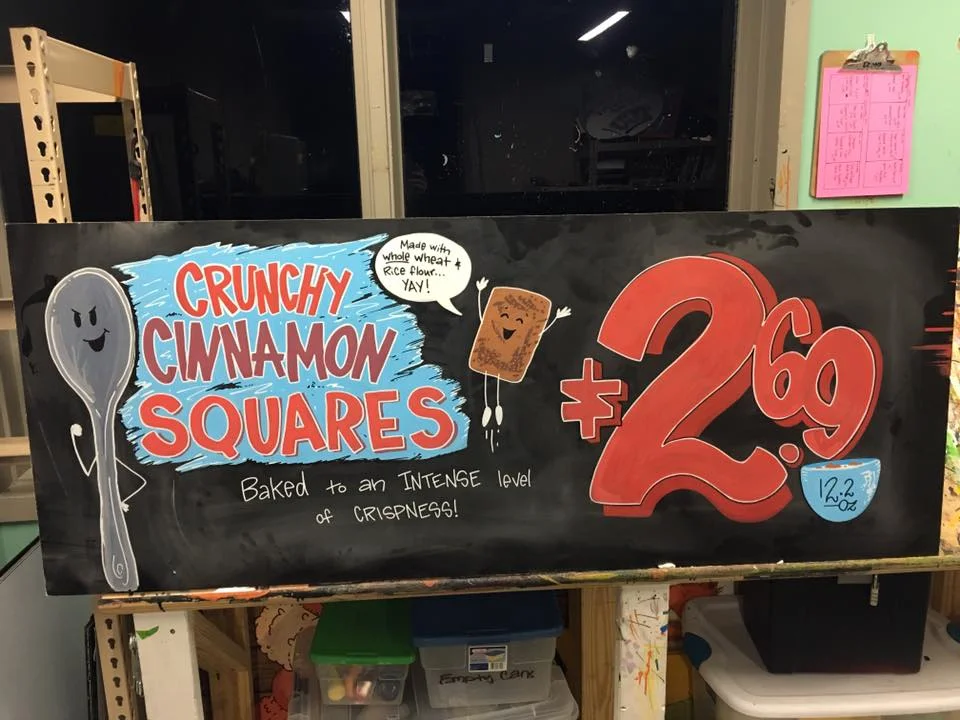 CRUNCHY
CINNAMON
SQUARES
Made with
whole wheat &
Rice flour...
YAY!
Baked to an INTENSE level
of CRISPNESS!
$2.69
12.2
OZ
Empty Cans